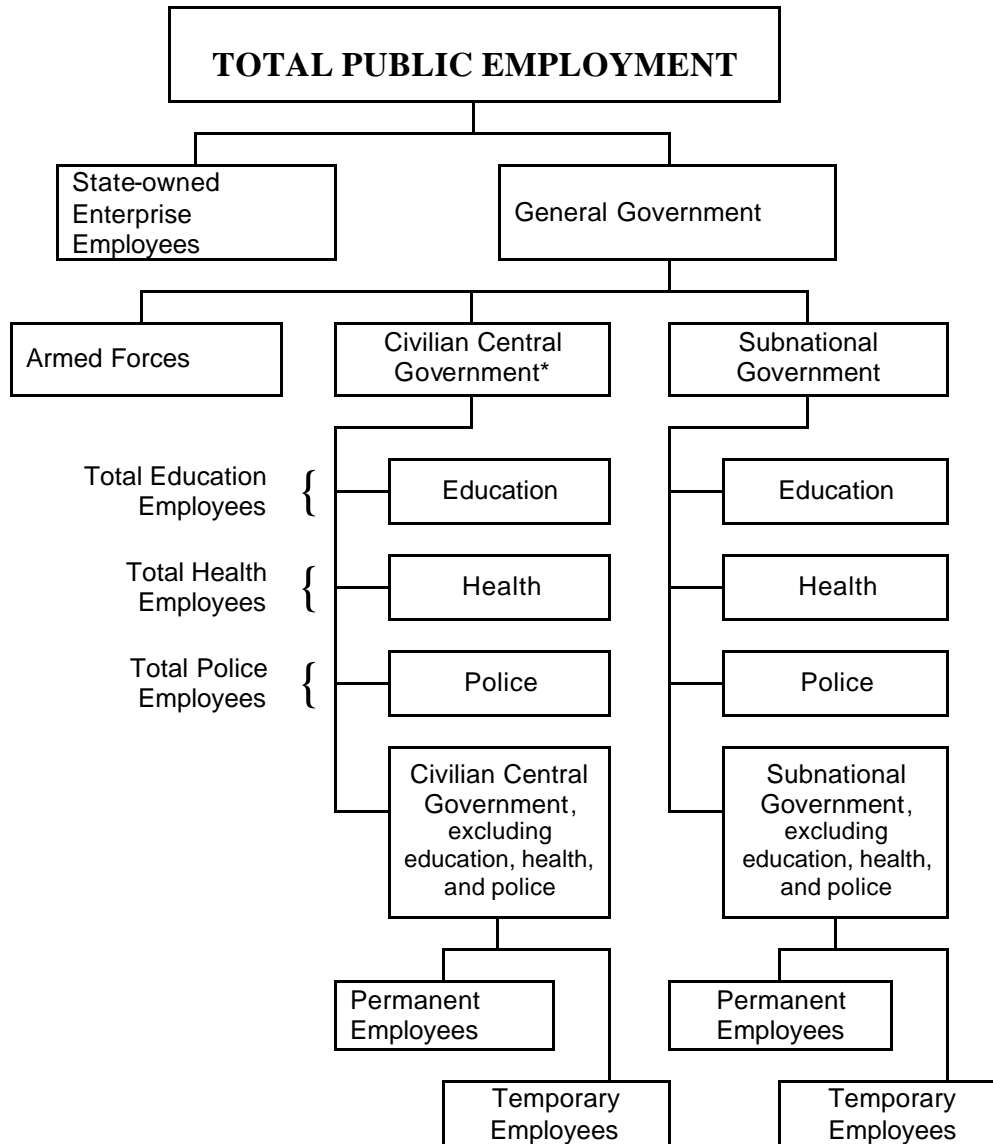 TOTAL PUBLIC EMPLOYMENT
State-owned
Enterprise
Employees
General Government
Armed Forces
Civilian Central
Government*
Subnational
Government
Total Education
Employees
{
Education
Education
Total Health
Employees
{
Health
Health
Total Police
Employees
{
Police
Police
Civilian Central
Government,
excluding
education, health,
and police
Subnational
Government,
excluding
education, health,
and police
Permanent
Employees
Permanent
Employees
Temporary
Employees
Temporary
Employees